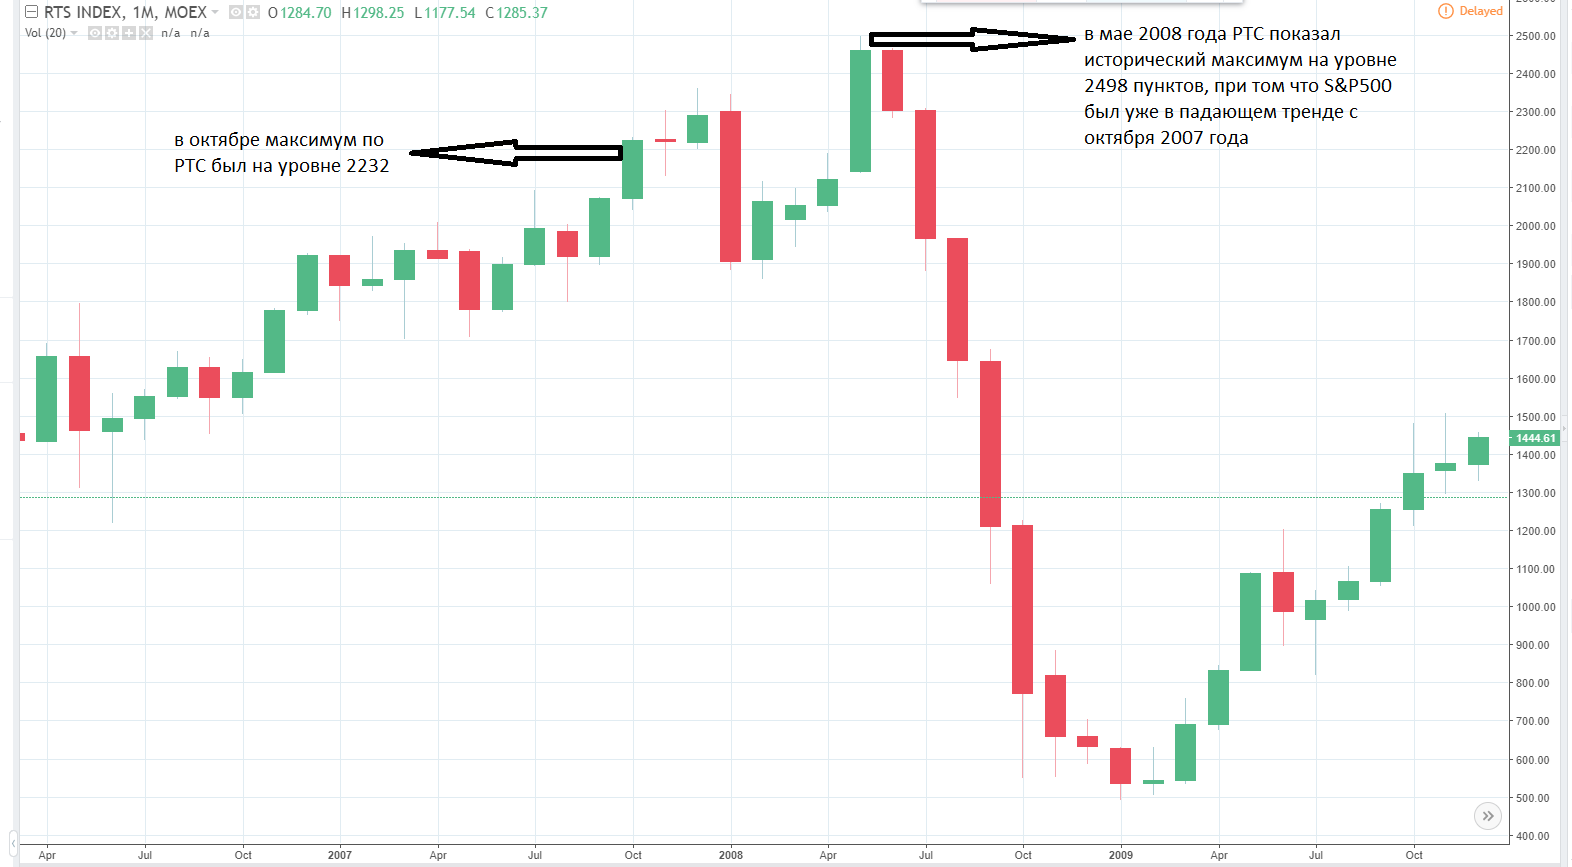 RTS INDEX, 1M, MOEX O1284.70 H1298.25 L1177.54 C1285.37
Vol (20) n/a n/a
Delayed
в мае 2008 года РТС показал
исторический максимум на уровне
2498 пунктов, при том что S&P500
был уже в падающем тренде с
октября 2007 года
в октябре максимум по
РТС был на уровне 2232
2500.00
2400.00
2300.00
2200.00
2100.00
2000.00
1900.00
1800.00
1700.00
1600.00
1500.00
1444.61
1400.00
1300.00
1200.00
1100.00
1000.00
900.00
800.00
700.00
600.00
500.00
400.00
Apr Jul Oct 2007 Apr Jul Oct 2008 Apr Jul Oct 2009 Apr Jul Oct